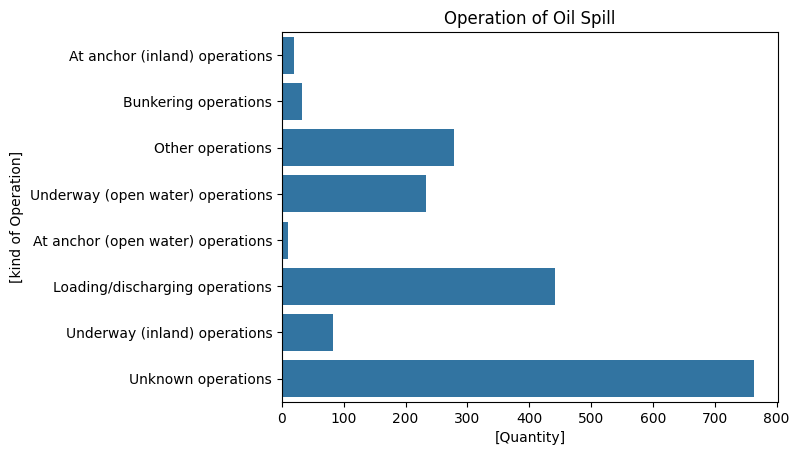 Operation of Oil Spill
[kind of Operation]
At anchor (inland) operations
Bunkering operations
Other operations
Underway (open water) operations
At anchor (open water) operations
Loading/discharging operations
Underway (inland) operations
Unknown operations
0 100 200 300 400 500 600 700 800
[Quantity]